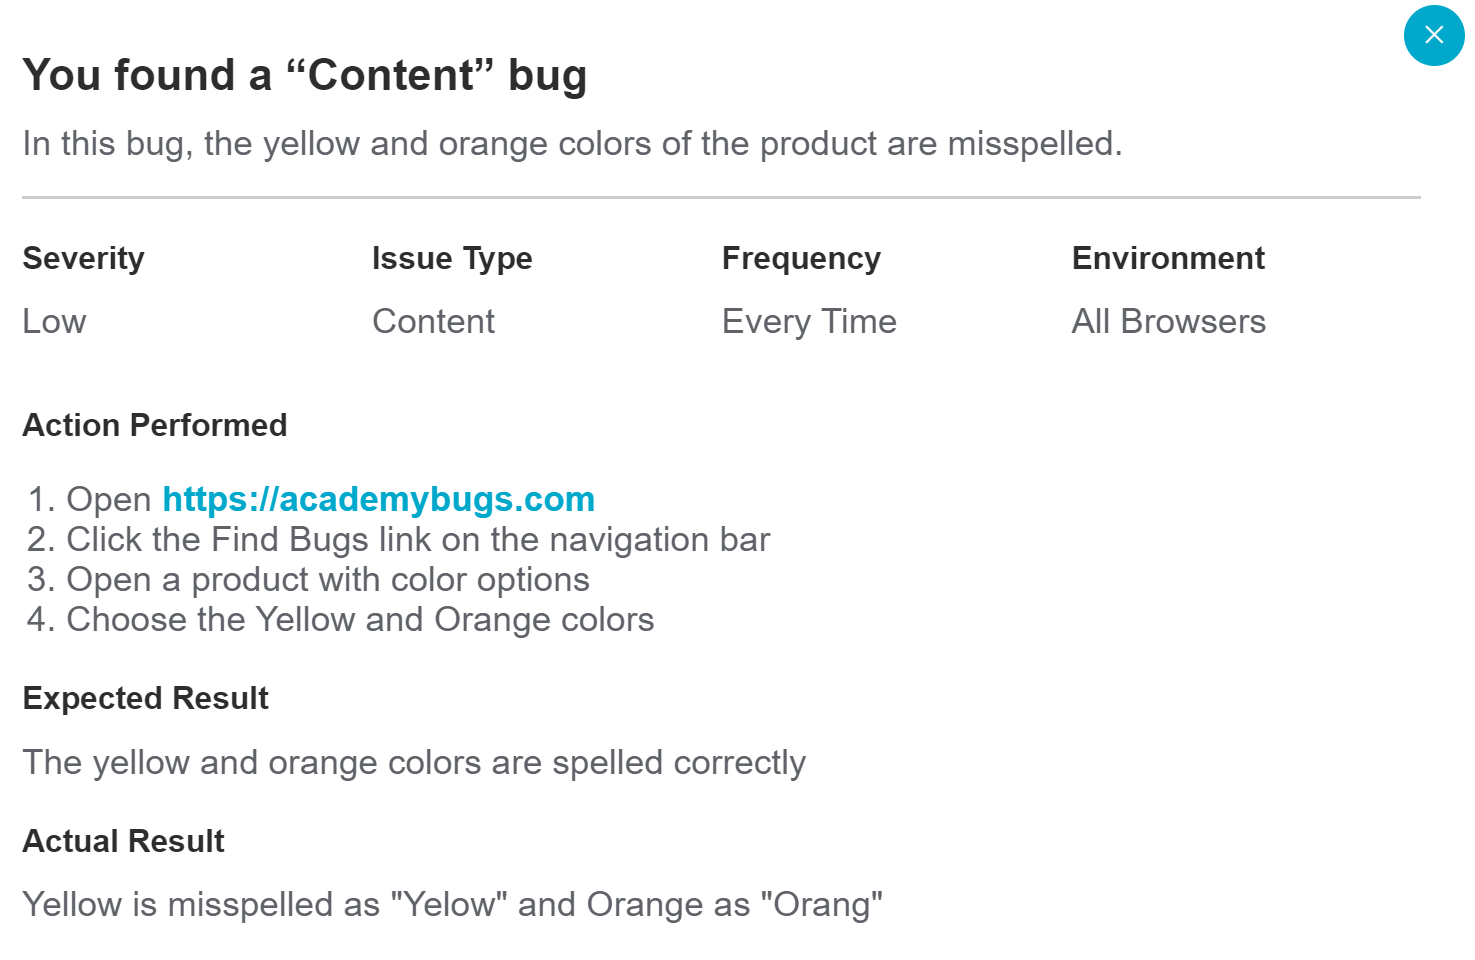 You found a “Content” bug
In this bug, the yellow and orange colors of the product are misspelled.
Severity Issue Type Frequency Environment
Low Content Every Time All Browsers
Action Performed
1. Open https://academybugs.com
2. Click the Find Bugs link on the navigation bar
3. Open a product with color options
4. Choose the Yellow and Orange colors
Expected Result
The yellow and orange colors are spelled correctly
Actual Result
Yellow is misspelled as "Yelow" and Orange as "Orang"